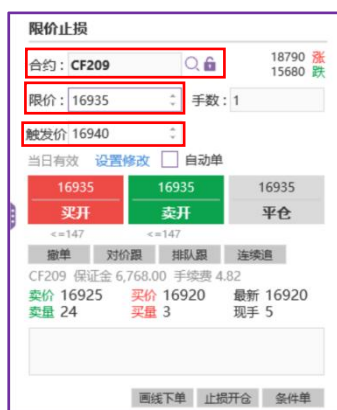 限价止损
合约：CF209 18790 涨
15680 跌
限价：16935 手数：1
触发价 16940
当日有效 设置修改 自动单
16935 16935 16935
买开 卖开 平仓
<=147 <=147
撤单 对价跟 排队跟 连续追
CF209 保证金 6,768.00 手续费 4.82
卖价 16925 买价 16920 最新 16920
卖量 24 买量 3 现手 5
画线下单 止损开仓 条件单